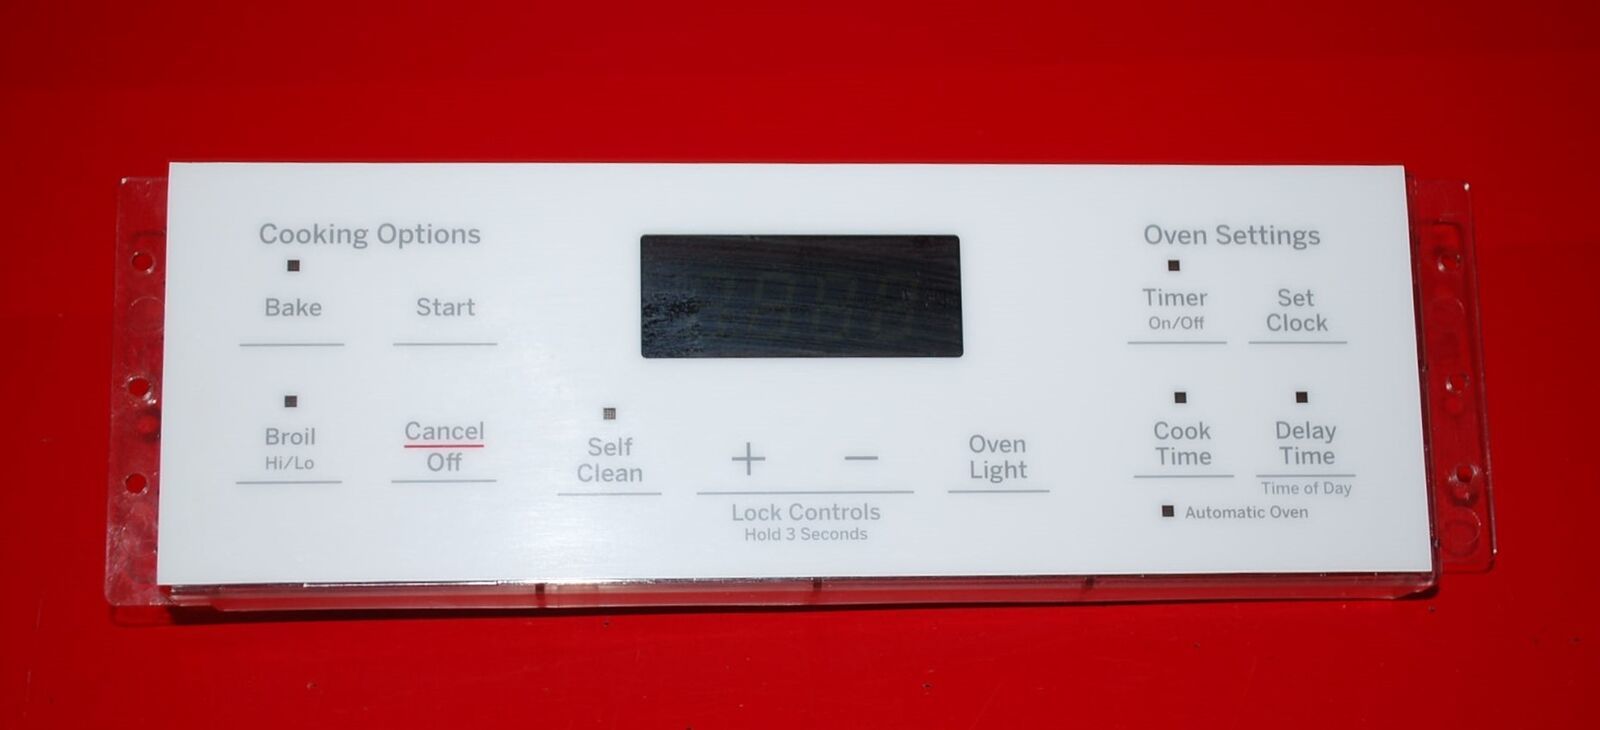 Cooking Options
Bake
Start
Broil
Hi/Lo
Cancel
Off
Self
Clean
+ −
Lock Controls
Hold 3 Seconds
Oven
Light
Oven Settings
Timer
On/Off
Set
Clock
Cook
Time
Delay
Time
Time of Day
Automatic Oven